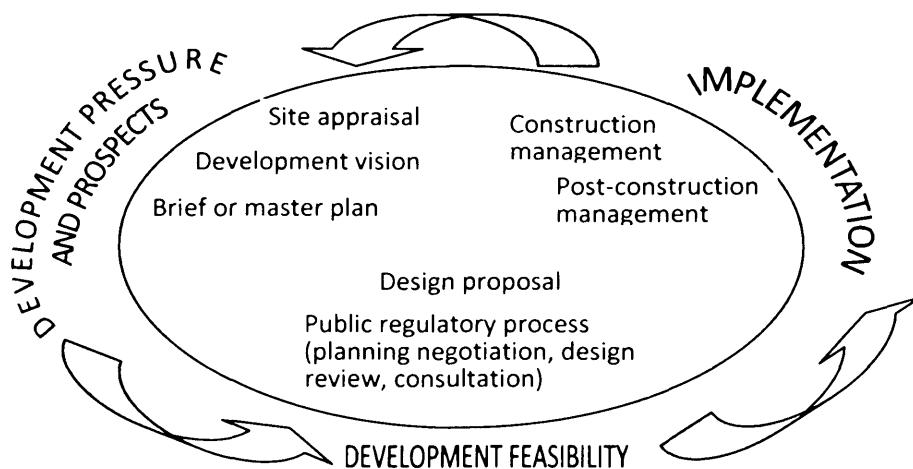 DEVELOPMENT PRESSURE
AND PROSPECTS
Site appraisal
Development vision
Brief or master plan
IMPLEMENTATION
Construction
management
Post-construction
management
Design proposal
Public regulatory process
(planning negotiation, design
review, consultation)
DEVELOPMENT FEASIBILITY